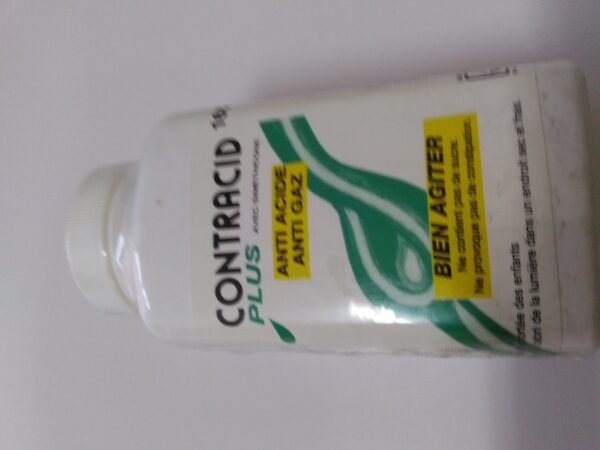 CONTRACID
PLUS AVEC SIMETHICONE
ANTI ACIDE
ANTI GAZ
BIEN AGITER
Ne contient pas de sucre.
Ne provoque pas de constipation.
portée des enfants
de la lumière dans un endroit sec et frais.